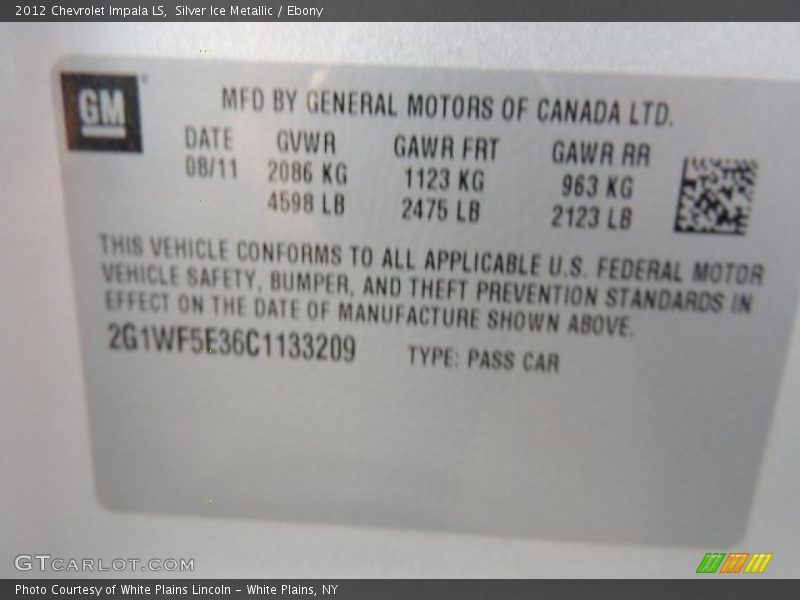 2012 Chevrolet Impala LS,  Silver Ice Metallic / Ebony
GM
MFD BY GENERAL MOTORS OF CANADA LTD.
DATE GVWR GAWR FRT GAWR RR
08/11 2086 KG 1123 KG 963 KG
4598 LB 2475 LB 2123 LB
THIS VEHICLE CONFORMS TO ALL APPLICABLE U.S. FEDERAL MOTOR
VEHICLE SAFETY, BUMPER, AND THEFT PREVENTION STANDARDS IN
EFFECT ON THE DATE OF MANUFACTURE SHOWN ABOVE.
2G1WF5E36C1133209 TYPE: PASS CAR
GTCARLOT.COM
Photo Courtesy of White Plains Lincoln - White Plains, NY